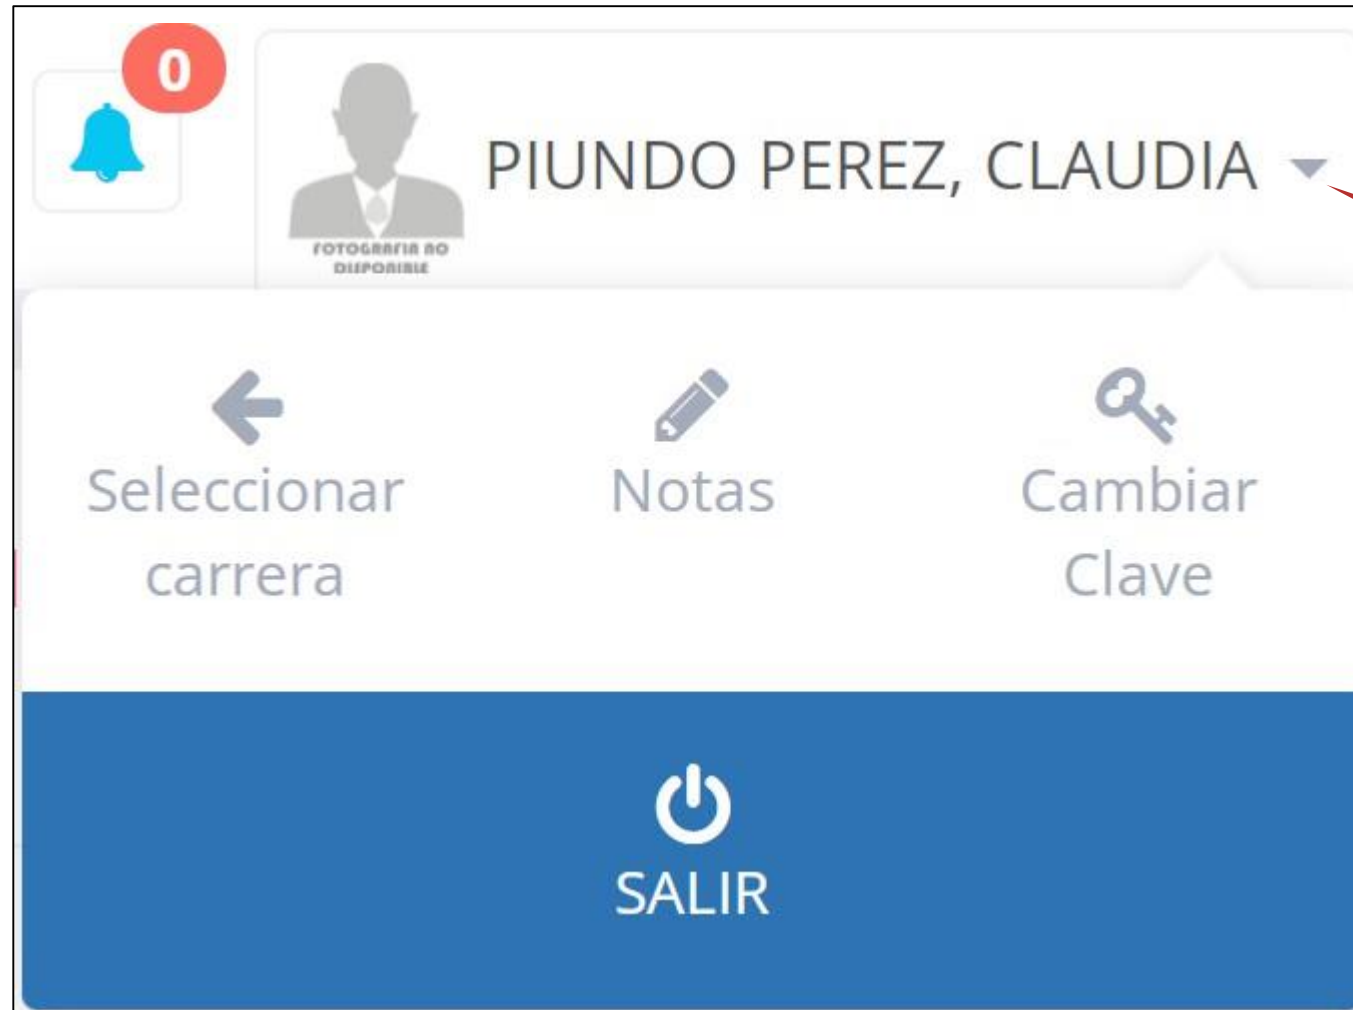 0
PIUNDO PEREZ, CLAUDIA
FOTOGRAFIA NO
DISPONIBLE
Seleccionar
carrera
Notas
Cambiar
Clave
SALIR